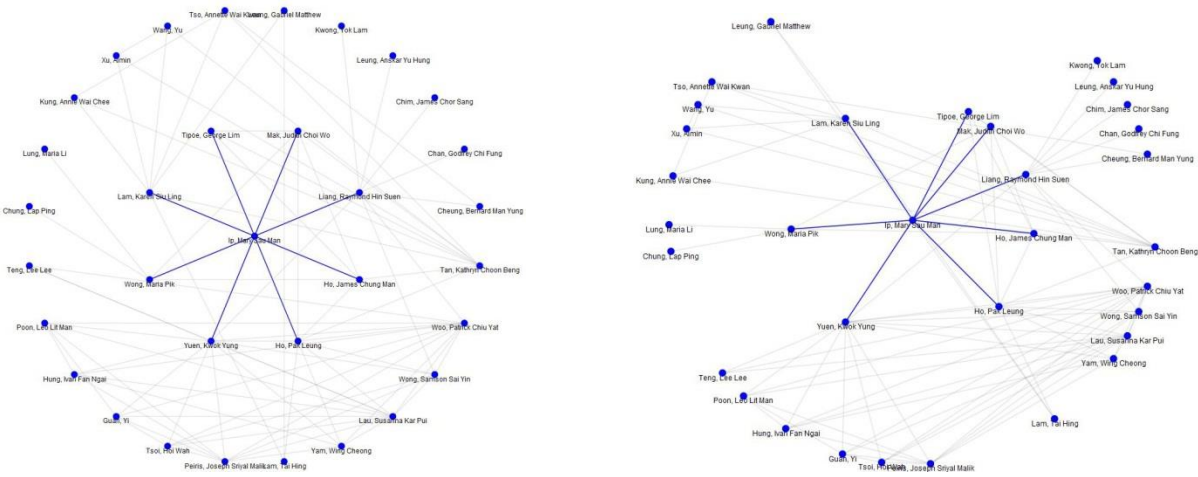 Tso, Annette Wai Kwan
Leung, Gabriel Matthew
Wang, Yu
Kwong, Yok Lam
Xu, Aimin
Leung, Anskar Yu Hung
Kung, Annie Wai Chee
Chim, James Chor Sang
Tipoe, George Lim
Mak, Judith Choi Wo
Lung, Maria Li
Chan, Godfrey Chi Fung
Lam, Karen Siu Ling
Liang, Raymond Hin Suen
Chung, Lap Ping
Cheung, Bernard Man Yung
Ip, Mary Sau Man
Teng, Lee Lee
Tan, Kathryn Choon Beng
Wong, Maria Pik
Ho, James Chung Man
Poon, Leo Lit Man
Woo, Patrick Chiu Yat
Yuen, Kwok Yung
Ho, Pak Leung
Hung, Ivan Fan Ngai
Wong, Samson Sai Yin
Guan, Yi
Lau, Susanna Kar Pui
Tsoi, Hoi Wah
Yam, Wing Cheong
Peiris, Joseph Sriyal Malik
Lam, Tai Hing
Leung, Gabriel Matthew
Kwong, Yok Lam
Tso, Annette Wai Kwan
Leung, Anskar Yu Hung
Wang, Yu
Chim, James Chor Sang
Tipoe, George Lim
Lam, Karen Siu Ling
Mak, Judith Choi Wo
Xu, Aimin
Chan, Godfrey Chi Fung
Cheung, Bernard Man Yung
Liang, Raymond Hin Suen
Kung, Annie Wai Chee
Ip, Mary Sau Man
Lung, Maria Li
Wong, Maria Pik
Ho, James Chung Man
Chung, Lap Ping
Tan, Kathryn Choon Beng
Woo, Patrick Chiu Yat
Ho, Pak Leung
Wong, Samson Sai Yin
Yuen, Kwok Yung
Lau, Susanna Kar Pui
Yam, Wing Cheong
Teng, Lee Lee
Poon, Leo Lit Man
Lam, Tai Hing
Hung, Ivan Fan Ngai
Guan, Yi
Tsoi, Hoi Wah
Peiris, Joseph Sriyal Malik